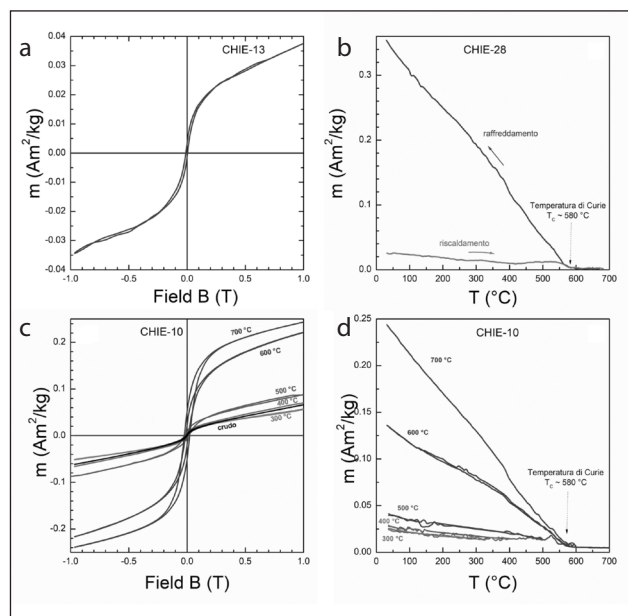 a
CHIE-13
0.04
0.03
0.02
0.01
0.00
-0.01
-0.02
-0.03
-0.04
m (Am²/kg)
-1.0 -0.5 0.0 0.5 1.0
Field B (T)
b
CHIE-28
0.3
0.2
0.1
0.0
m (Am²/kg)
raffreddamento
Temperatura di Curie
T_C ~ 580 °C
riscaldamento
0 100 200 300 400 500 600 700
T (°C)
c
CHIE-10
700 °C
600 °C
500 °C
400 °C
300 °C
crudo
0.2
0.1
0.0
-0.1
-0.2
m (Am²/kg)
-1.0 -0.5 0.0 0.5 1.0
Field B (T)
d
CHIE-10
0.25
0.20
0.15
0.10
0.05
0.00
m (Am²/kg)
700 °C
600 °C
Temperatura di Curie
T_C ~ 580 °C
500 °C
400 °C
300 °C
0 100 200 300 400 500 600 700
T (°C)